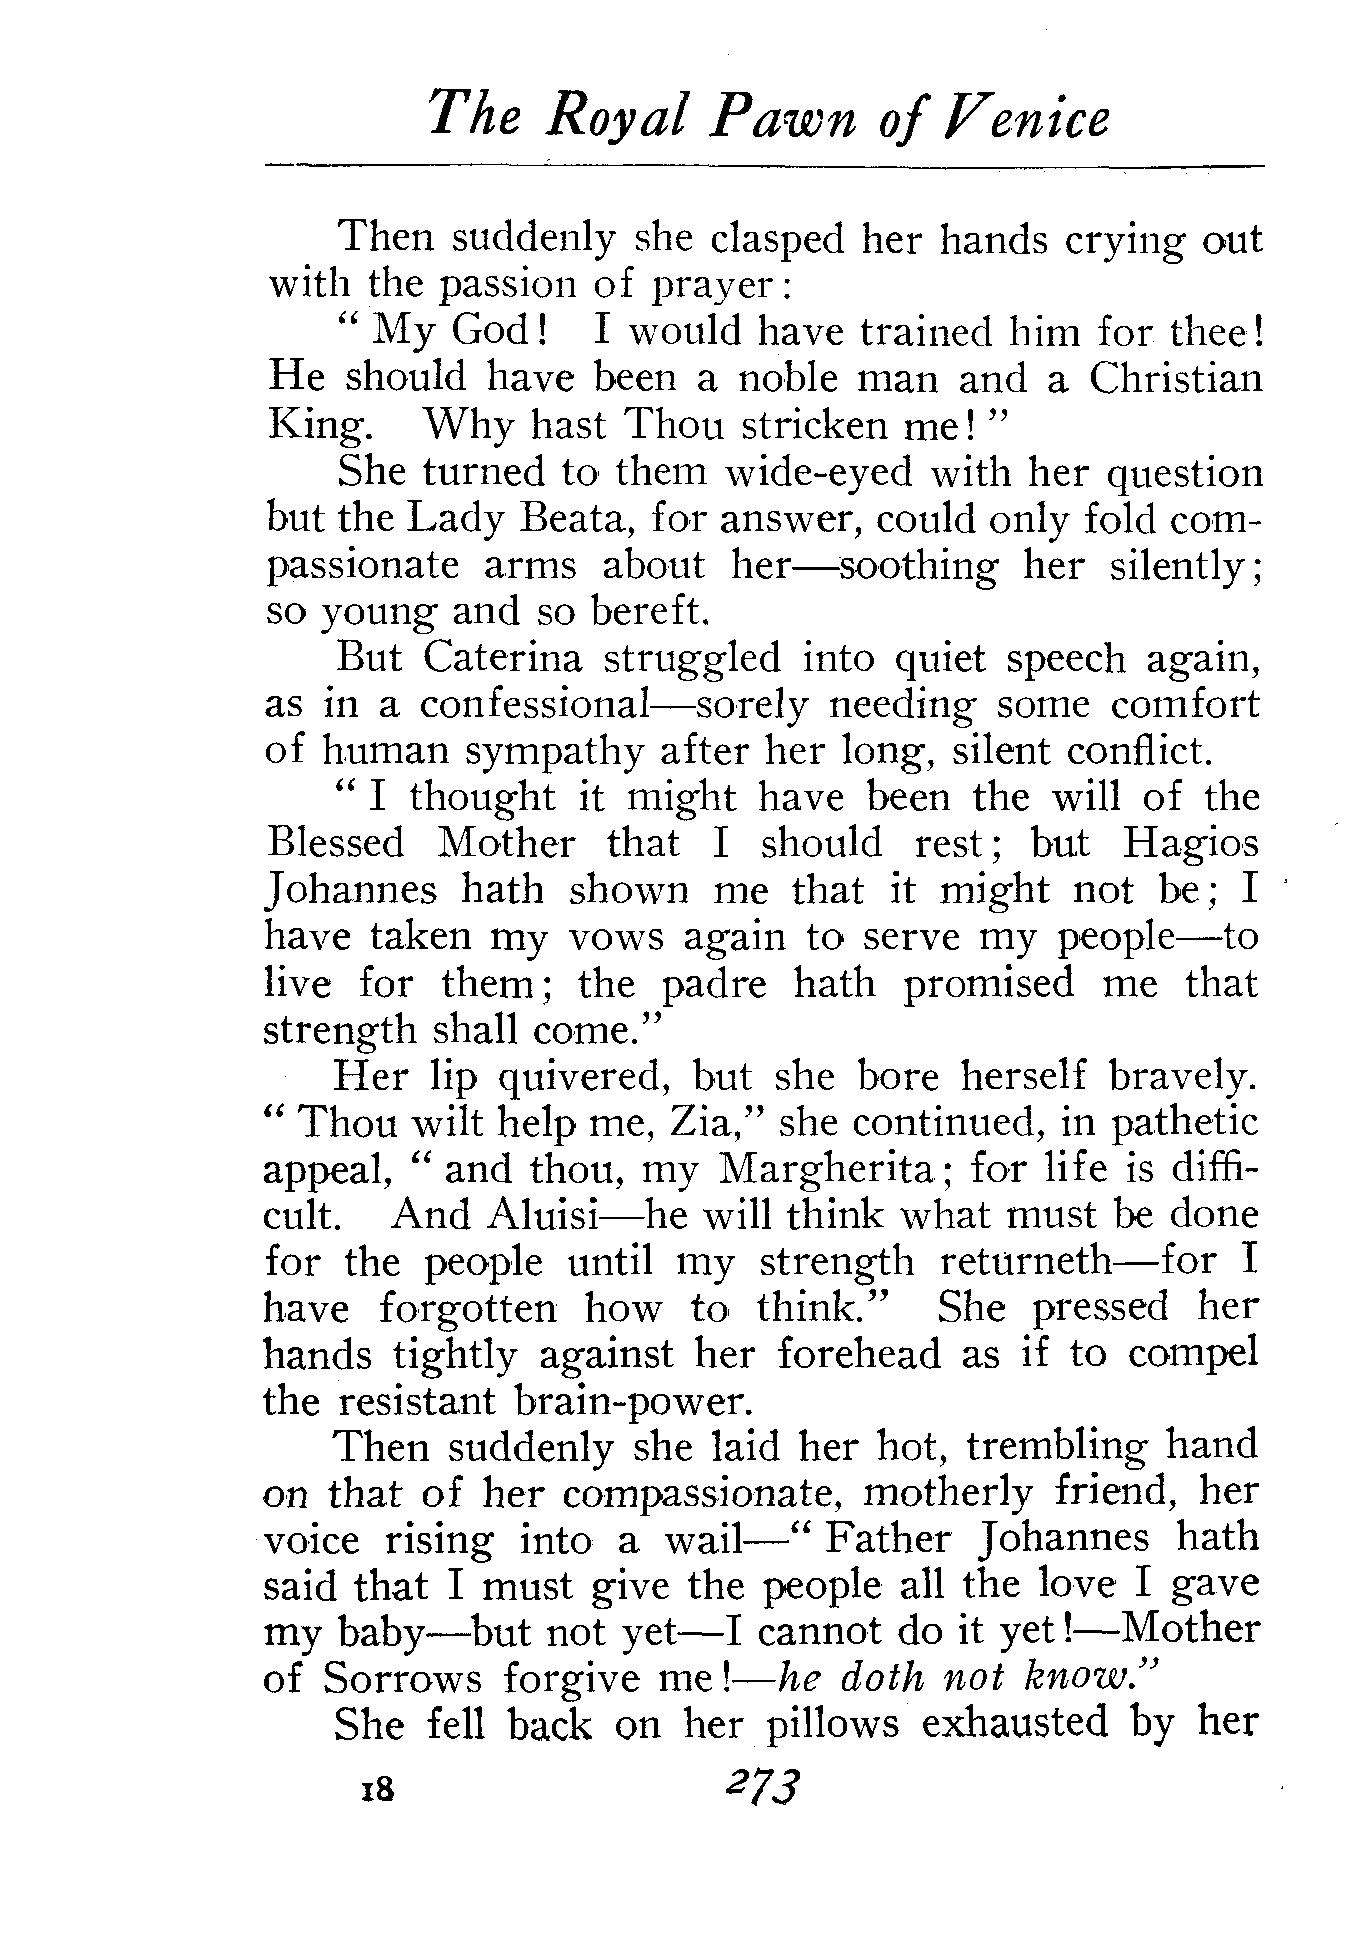 The Royal Pawn of Venice
Then suddenly she clasped her hands crying out
with the passion of prayer:
“ My God! I would have trained him for thee!
He should have been a noble man and a Christian
King. Why hast Thou stricken me! ”
She turned to them wide-eyed with her question
but the Lady Beata, for answer, could only fold com-
passionate arms about her—soothing her silently;
so young and so bereft.
But Caterina struggled into quiet speech again,
as in a confessional—sorely needing some comfort
of human sympathy after her long, silent conflict.
“ I thought it might have been the will of the
Blessed Mother that I should rest; but Hagios
Johannes hath shown me that it might not be; I
have taken my vows again to serve my people—to
live for them; the padre hath promised me that
strength shall come.”
Her lip quivered, but she bore herself bravely.
“ Thou wilt help me, Zia,” she continued, in pathetic
appeal, “ and thou, my Margherita; for life is diffi-
cult. And Aluisi—he will think what must be done
for the people until my strength returneth—for I
have forgotten how to think.” She pressed her
hands tightly against her forehead as if to compel
the resistant brain-power.
Then suddenly she laid her hot, trembling hand
on that of her compassionate, motherly friend, her
voice rising into a wail—“ Father Johannes hath
said that I must give the people all the love I gave
my baby—but not yet—I cannot do it yet!—Mother
of Sorrows forgive me!—he doth not know.”
She fell back on her pillows exhausted by her
18 273